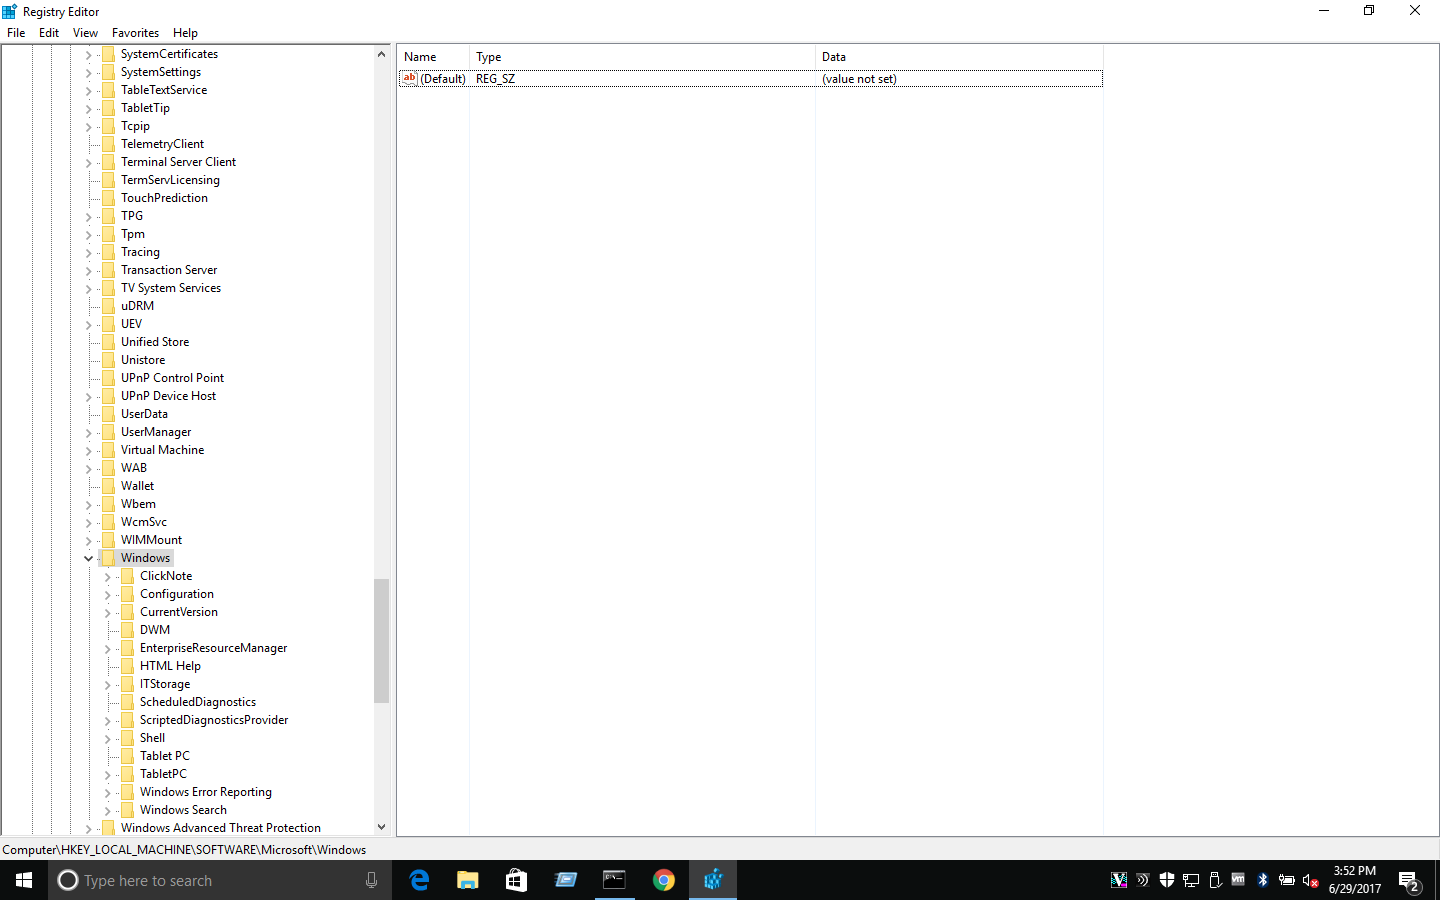 Registry Editor
File Edit View Favorites Help
SystemCertificates
SystemSettings
TableTextService
TabletTip
Tcpip
TelemetryClient
Terminal Server Client
TermServLicensing
TouchPrediction
TPG
Tpm
Tracing
Transaction Server
TV System Services
uDRM
UEV
Unified Store
Unistore
UPnP Control Point
UPnP Device Host
UserData
UserManager
Virtual Machine
WAB
Wallet
Wbem
WcmSvc
WIMMount
Windows
ClickNote
Configuration
CurrentVersion
DWM
EnterpriseResourceManager
HTML Help
ITStorage
ScheduledDiagnostics
ScriptedDiagnosticsProvider
Shell
Tablet PC
TabletPC
Windows Error Reporting
Windows Search
Windows Advanced Threat Protection
Name Type Data
ab (Default) REG_SZ (value not set)
Computer\HKEY_LOCAL_MACHINE\SOFTWARE\Microsoft\Windows
Type here to search
3:52 PM
6/29/2017
2